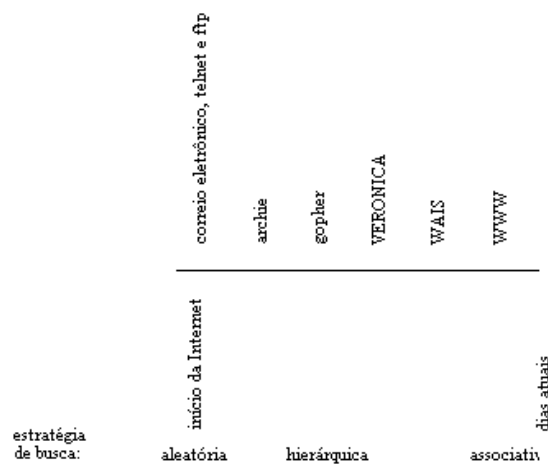 correio eletrônico, telnet e ftp
archie
gopher
VERONICA
WAIS
WWW
início da Internet
dias atuais
estratégia
de busca:
aleatória
hierárquica
associativ